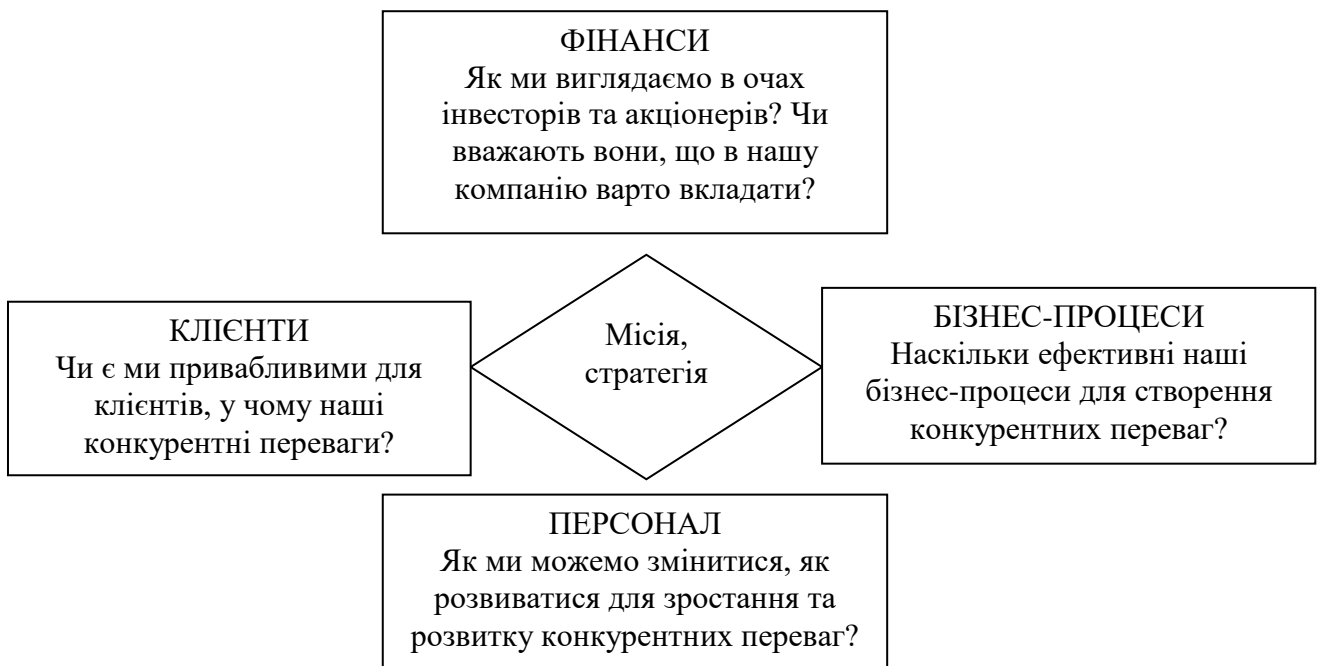 ФІНАНСИ
Як ми виглядаємо в очах
інвесторів та акціонерів? Чи
вважають вони, що в нашу
компанію варто вкладати?
КЛІЄНТИ
Чи є ми привабливими для
клієнтів, у чому наші
конкурентні переваги?
Місія,
стратегія
БІЗНЕС-ПРОЦЕСИ
Наскільки ефективні наші
бізнес-процеси для створення
конкурентних переваг?
ПЕРСОНАЛ
Як ми можемо змінитися, як
розвиватися для зростання та
розвитку конкурентних переваг?